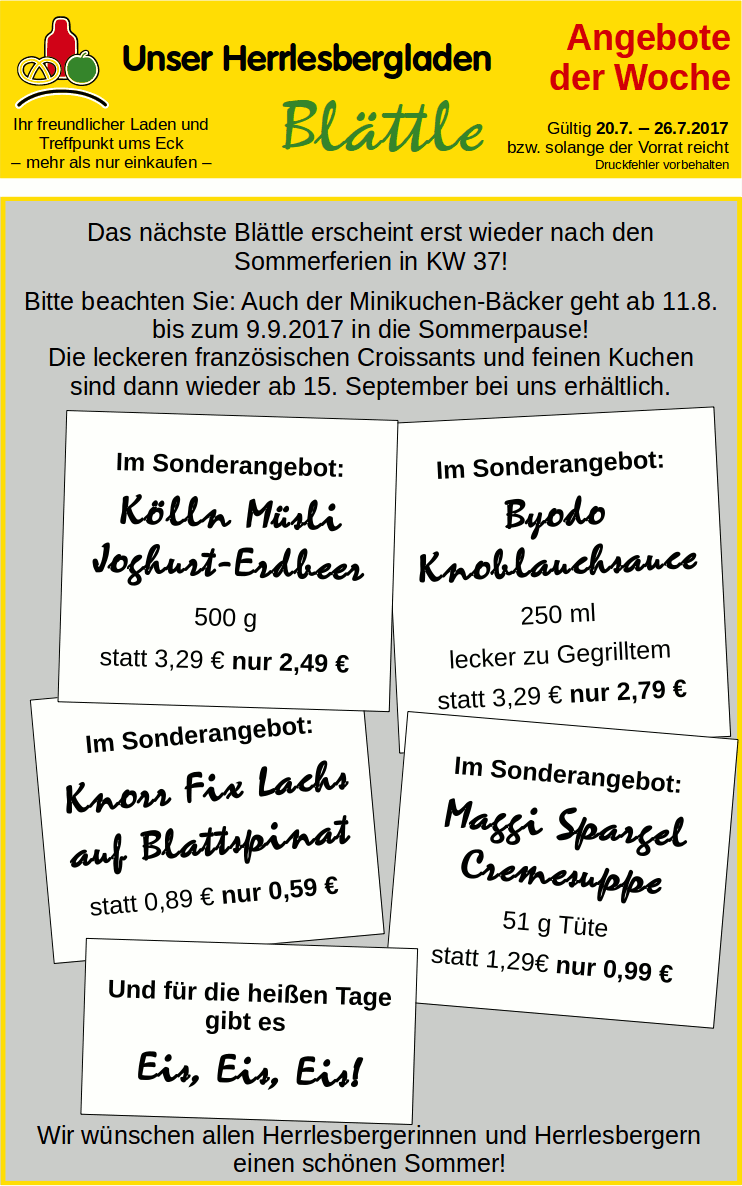 Unser Herrlesbergladen
Blättle
Ihr freundlicher Laden und
Treffpunkt ums Eck
– mehr als nur einkaufen –
Angebote
der Woche
Gültig 20.7. – 26.7.2017
bzw. solange der Vorrat reicht
Druckfehler vorbehalten
Das nächste Blättle erscheint erst wieder nach den
Sommerferien in KW 37!
Bitte beachten Sie: Auch der Minikuchen-Bäcker geht ab 11.8.
bis zum 9.9.2017 in die Sommerpause!
Die leckeren französischen Croissants und feinen Kuchen
sind dann wieder ab 15. September bei uns erhältlich.
Im Sonderangebot:
Kölln Müsli
Joghurt-Erdbeer
500 g
statt 3,29 € nur 2,49 €
Im Sonderangebot:
Byodo
Knoblauchsauce
250 ml
lecker zu Gegrilltem
statt 3,29 € nur 2,79 €
Im Sonderangebot:
Knorr Fix Lachs
auf Blattspinat
statt 0,89 € nur 0,59 €
Im Sonderangebot:
Maggi Spargel
Cremesuppe
51 g Tüte
statt 1,29€ nur 0,99 €
Und für die heißen Tage
gibt es
Eis, Eis, Eis!
Wir wünschen allen Herrlesbergerinnen und Herrlesbergern
einen schönen Sommer!